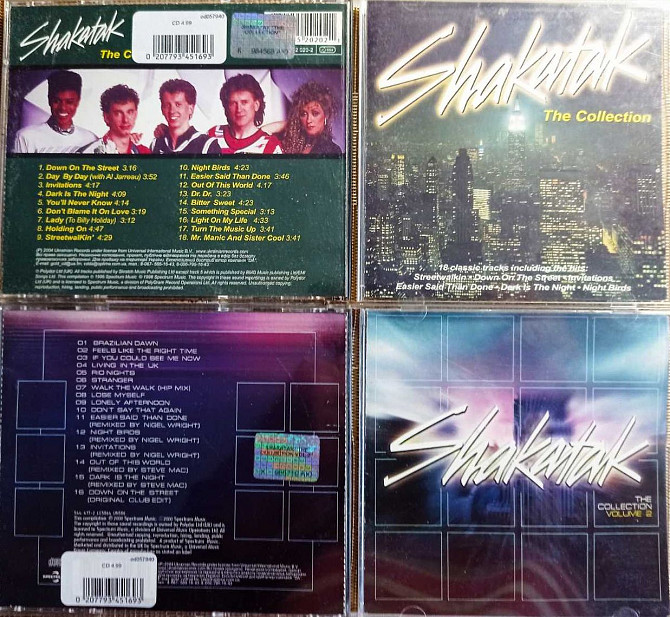 Shakatak
The C
od057940
CD 4.99
0 207793 451693
1. Down On The Street 3.16
2. Day By Day (with Al Jarreau) 3:52
3. Invitations 4:17
4. Dark Is The Night 4:09
5. You'll Never Know 4:14
6. Don't Blame It On Love 3:19
7. Lady (To Billy Holiday) 3:12
8. Holding On 4:47
9. StreetwalKin' 4:29
10. Night Birds 4:23
11. Easier Said Than Done 3:46
12. Out Of This World 4.17
13. Dr. Dr. 3:23
14. Bitter Sweet 4:23
15. Something Special 3:13
16. Light On My Life 4:33
17. Turn The Music Up 3:41
18. Mr. Manic And Sister Cool 3:41
Shakatak
The Collection
18 classic tracks including the hits:
Streetwalkin' • Down On The Street • Invitations
Easier Said Than Done • Dark Is The Night • Night Birds
01 BRAZILIAN DAWN
02 FEELS LIKE THE RIGHT TIME
03 IF YOU COULD SEE ME NOW
04 LIVING IN THE UK
05 RIO NIGHTS
06 STRANGER
07 WALK THE WALK (HIP MIX)
08 LOSE MYSELF
09 LONELY AFTERNOON
10 DON'T SAY THAT AGAIN
11 EASIER SAID THAN DONE
(REMIXED BY NIGEL WRIGHT)
12 NIGHT BIRDS
(REMIXED BY NIGEL WRIGHT)
13 INVITATIONS
(REMIXED BY NIGEL WRIGHT)
14 OUT OF THIS WORLD
(REMIXED BY STEVE MAC)
15 DARK IS THE NIGHT
(REMIXED BY STEVE MAC)
16 DOWN ON THE STREET
(ORIGINAL CLUB EDIT)
od057940
CD 4.99
0 207793 451693
Shakatak
THE
COLLECTION
VOLUME 2